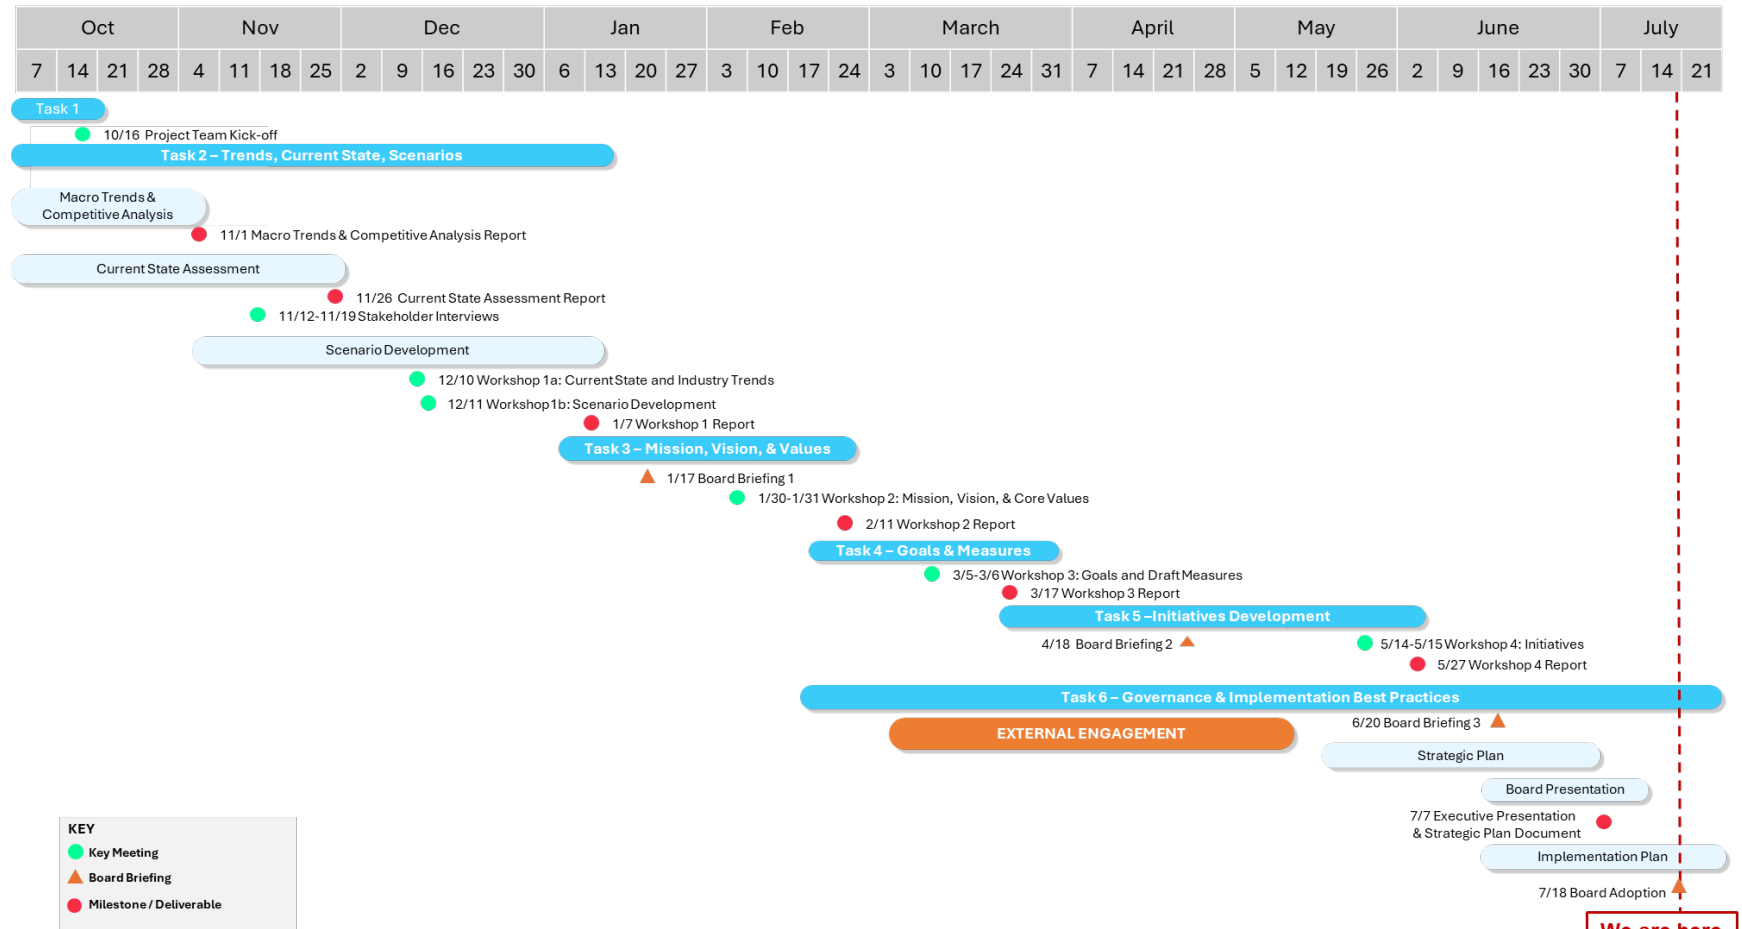 Oct Nov Dec Jan Feb March April May June July
7 14 21 28 4 11 18 25 2 9 16 23 30 6 13 20 27 3 10 17 24 3 10 17 24 31 7 14 21 28 5 12 19 26 2 9 16 23 30 7 14 21
Task 1
10/16 Project Team Kick-off
Task 2 – Trends, Current State, Scenarios
Macro Trends &
Competitive Analysis
11/1 Macro Trends & Competitive Analysis Report
Current State Assessment
11/26 Current State Assessment Report
11/12-11/19 Stakeholder Interviews
Scenario Development
12/10 Workshop 1a: Current State and Industry Trends
12/11 Workshop 1b: Scenario Development
1/7 Workshop 1 Report
Task 3 – Mission, Vision, & Values
1/17 Board Briefing 1
1/30-1/31 Workshop 2: Mission, Vision, & Core Values
2/11 Workshop 2 Report
Task 4 – Goals & Measures
3/5-3/6 Workshop 3: Goals and Draft Measures
3/17 Workshop 3 Report
Task 5 –Initiatives Development
4/18 Board Briefing 2
5/14-5/15 Workshop 4: Initiatives
5/27 Workshop 4 Report
Task 6 – Governance & Implementation Best Practices
6/20 Board Briefing 3
EXTERNAL ENGAGEMENT
Strategic Plan
Board Presentation
7/7 Executive Presentation
& Strategic Plan Document
Implementation Plan
7/18 Board Adoption
We are here
KEY
Key Meeting
Board Briefing
Milestone / Deliverable